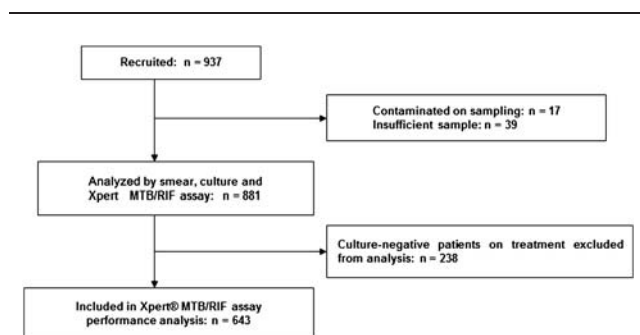 Recruited: n = 937
Contaminated on sampling: n = 17
Insufficient sample: n = 39
Analyzed by smear, culture and
Xpert MTB/RIF assay: n = 881
Culture-negative patients on treatment excluded
from analysis: n = 238
Included in Xpert® MTB/RIF assay
performance analysis: n = 643